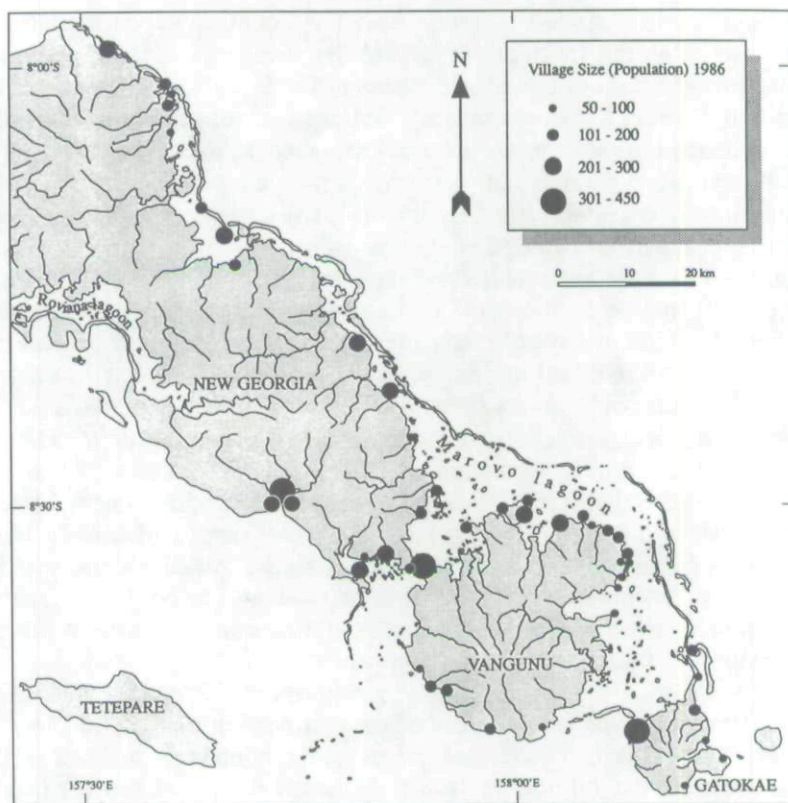 8°00'S
N
Village Size (Population) 1986
50 - 100
101 - 200
201 - 300
301 - 450
0 10 20 km
Roviana lagoon
NEW GEORGIA
Marovo lagoon
8°30'S
VANGUNU
TETEPARE
GATOKAE
157°30'E
158°00'E